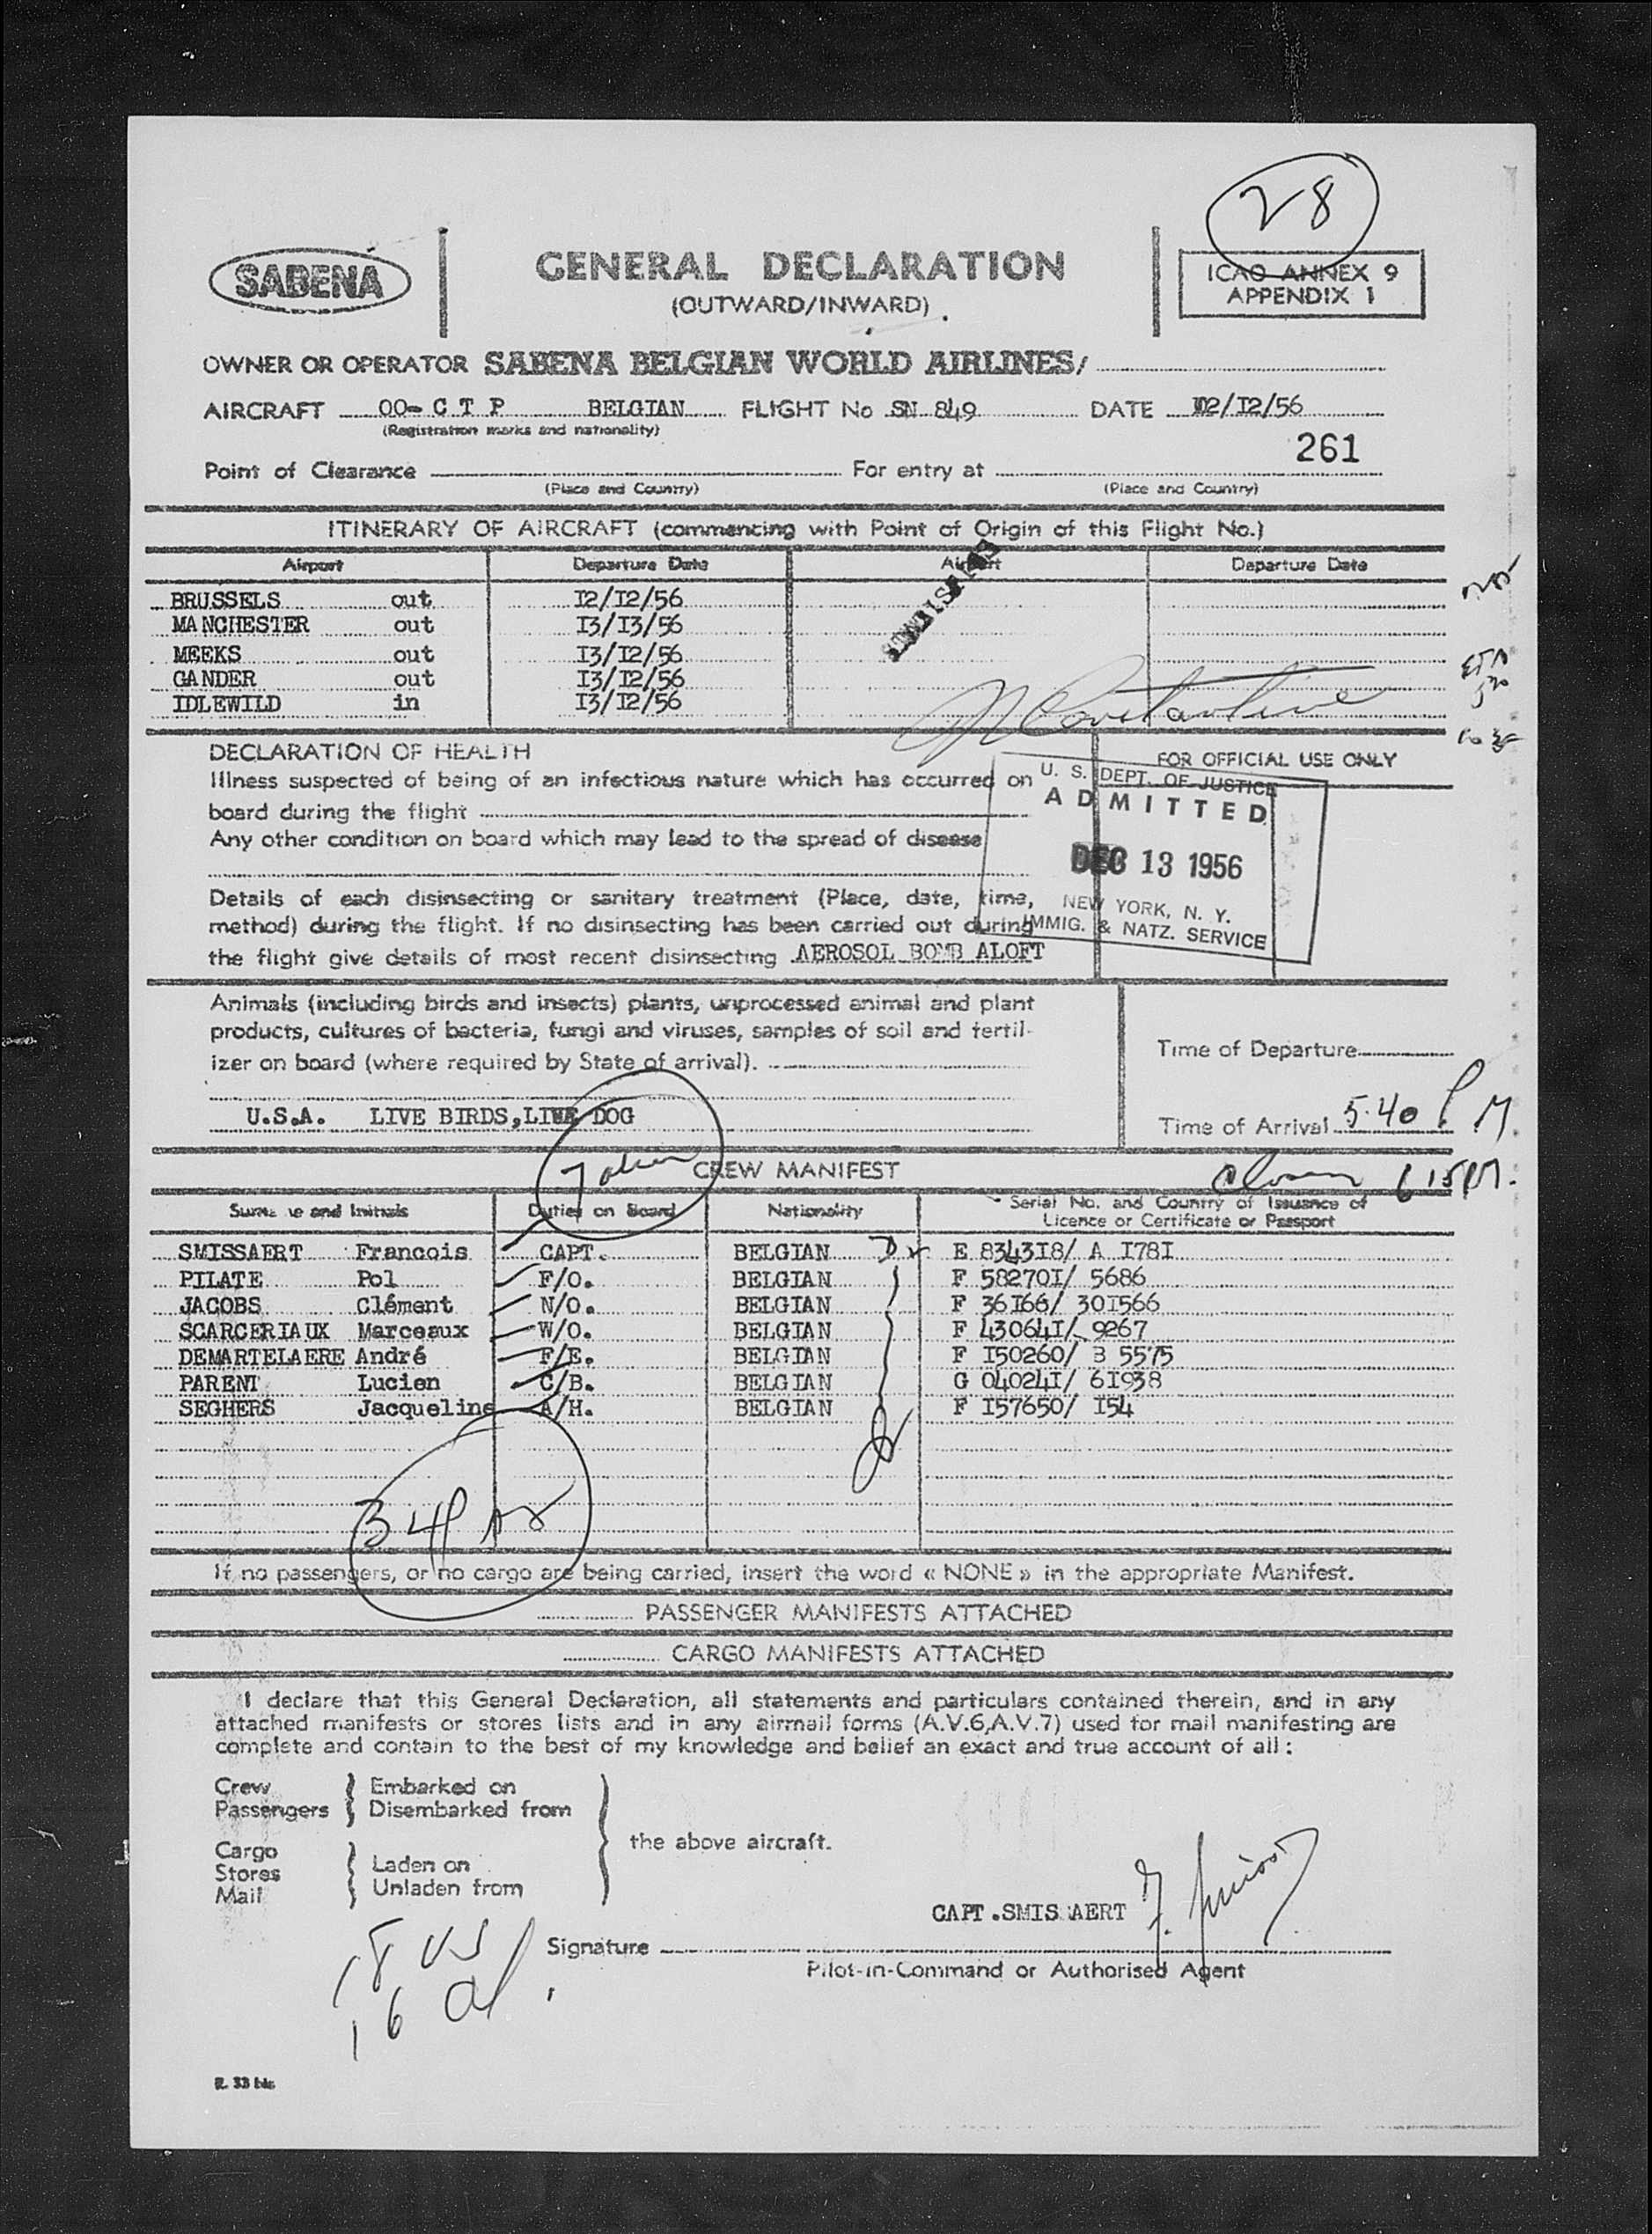 28
SABENA
GENERAL DECLARATION
(OUTWARD/INWARD)
ICAO ANNEX 9
APPENDIX 1
OWNER OR OPERATOR SABENA BELGIAN WORLD AIRLINES/
AIRCRAFT OO- C T P BELGIAN FLIGHT No SN 849 DATE 12/12/56
(Registration marks and nationality)
261
Point of Clearance For entry at
(Place and Country) (Place and Country)
ITINERARY OF AIRCRAFT (commencing with Point of Origin of this Flight No.)
Airport Departure Date Airport Departure Date
BRUSSELS out 12/12/56
MANCHESTER out 13/13/56
MEEKS out 13/12/56
GANDER out 13/12/56
IDLEWILD in 13/12/56
DECLARATION OF HEALTH
FOR OFFICIAL USE ONLY
Illness suspected of being of an infectious nature which has occurred on
board during the flight
Any other condition on board which may lead to the spread of disease
Details of each disinsecting or sanitary treatment (Place, date, time,
method) during the flight. If no disinsecting has been carried out during
the flight give details of most recent disinsecting AEROSOL BOMB ALOFT
U. S. DEPT. OF JUSTICE
ADMITTED
DEC 13 1956
NEW YORK, N. Y.
IMMIG. & NATZ. SERVICE
Animals (including birds and insects) plants, unprocessed animal and plant
products, cultures of bacteria, fungi and viruses, samples of soil and fertil-
izer on board (where required by State of arrival).
U.S.A. LIVE BIRDS, LIVE DOG
Time of Departure
Time of Arrival 5.40 P M.
6 15 PM.
CREW MANIFEST
Surname and Initials Duties on Board Nationality Serial No. and Country of Issuance of
Licence or Certificate or Passport
SMISSAERT Francois CAPT. BELGIAN E 834318/ A 1781
PILATE Pol F/O. BELGIAN F 582701/ 5686
JACOBS Clément N/O. BELGIAN F 36166/ 301566
SCARCERIAUX Marceaux W/O. BELGIAN F 430641/ 9267
DEMARTELAERE André F/E. BELGIAN F 150260/ B 5575
PARENT Lucien C/B. BELGIAN G 040241/ 61938
SEGHERS Jacqueline A/H. BELGIAN F 157650/ 154
If no passengers, or no cargo are being carried, insert the word « NONE » in the appropriate Manifest.
PASSENGER MANIFESTS ATTACHED
CARGO MANIFESTS ATTACHED
I declare that this General Declaration, all statements and particulars contained therein, and in any
attached manifests or stores lists and in any airmail forms (A.V.6,A.V.7) used for mail manifesting are
complete and contain to the best of my knowledge and belief an exact and true account of all :
Crew
Passengers
Embarked on
Disembarked from
Cargo
Stores
Mail
Laden on
Unladen from
the above aircraft.
CAPT.SMISSAERT
Signature
Pilot-in-Command or Authorised Agent
18 US
16 al.
R. 33 bis